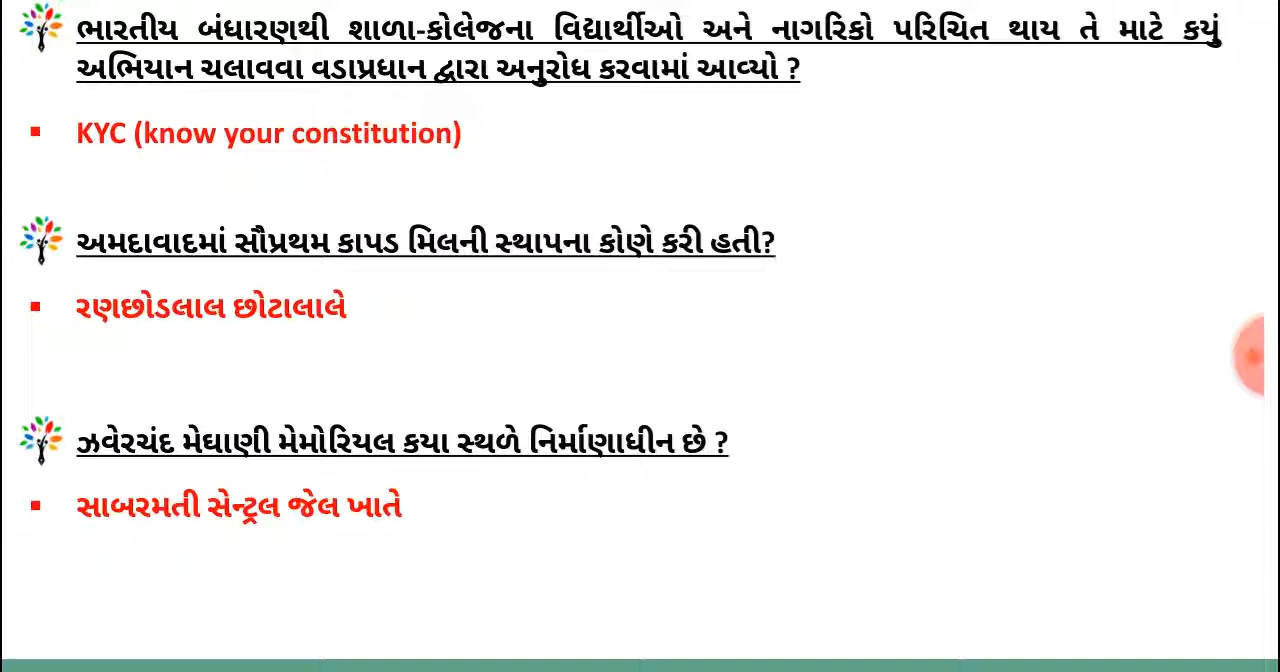 ભારતીય બંધારણથી શાળા-કોલેજના વિદ્યાર્થીઓ અને નાગરિકો પરિચિત થાય તે માટે કયું
અભિયાન ચલાવવા વડાપ્રધાન દ્વારા અનુરોધ કરવામાં આવ્યો ?
▪ KYC (know your constitution)
અમદાવાદમાં સૌપ્રથમ કાપડ મિલની સ્થાપના કોણે કરી હતી?
▪ રણછોડલાલ છોટાલાલે
ઝવેરચંદ મેઘાણી મેમોરિયલ કયા સ્થળે નિર્માણાધીન છે ?
▪ સાબરમતી સેન્ટ્રલ જેલ ખાતે